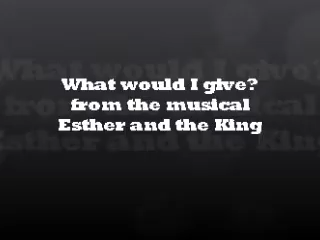 What would I give?
from the musical
Esther and the King